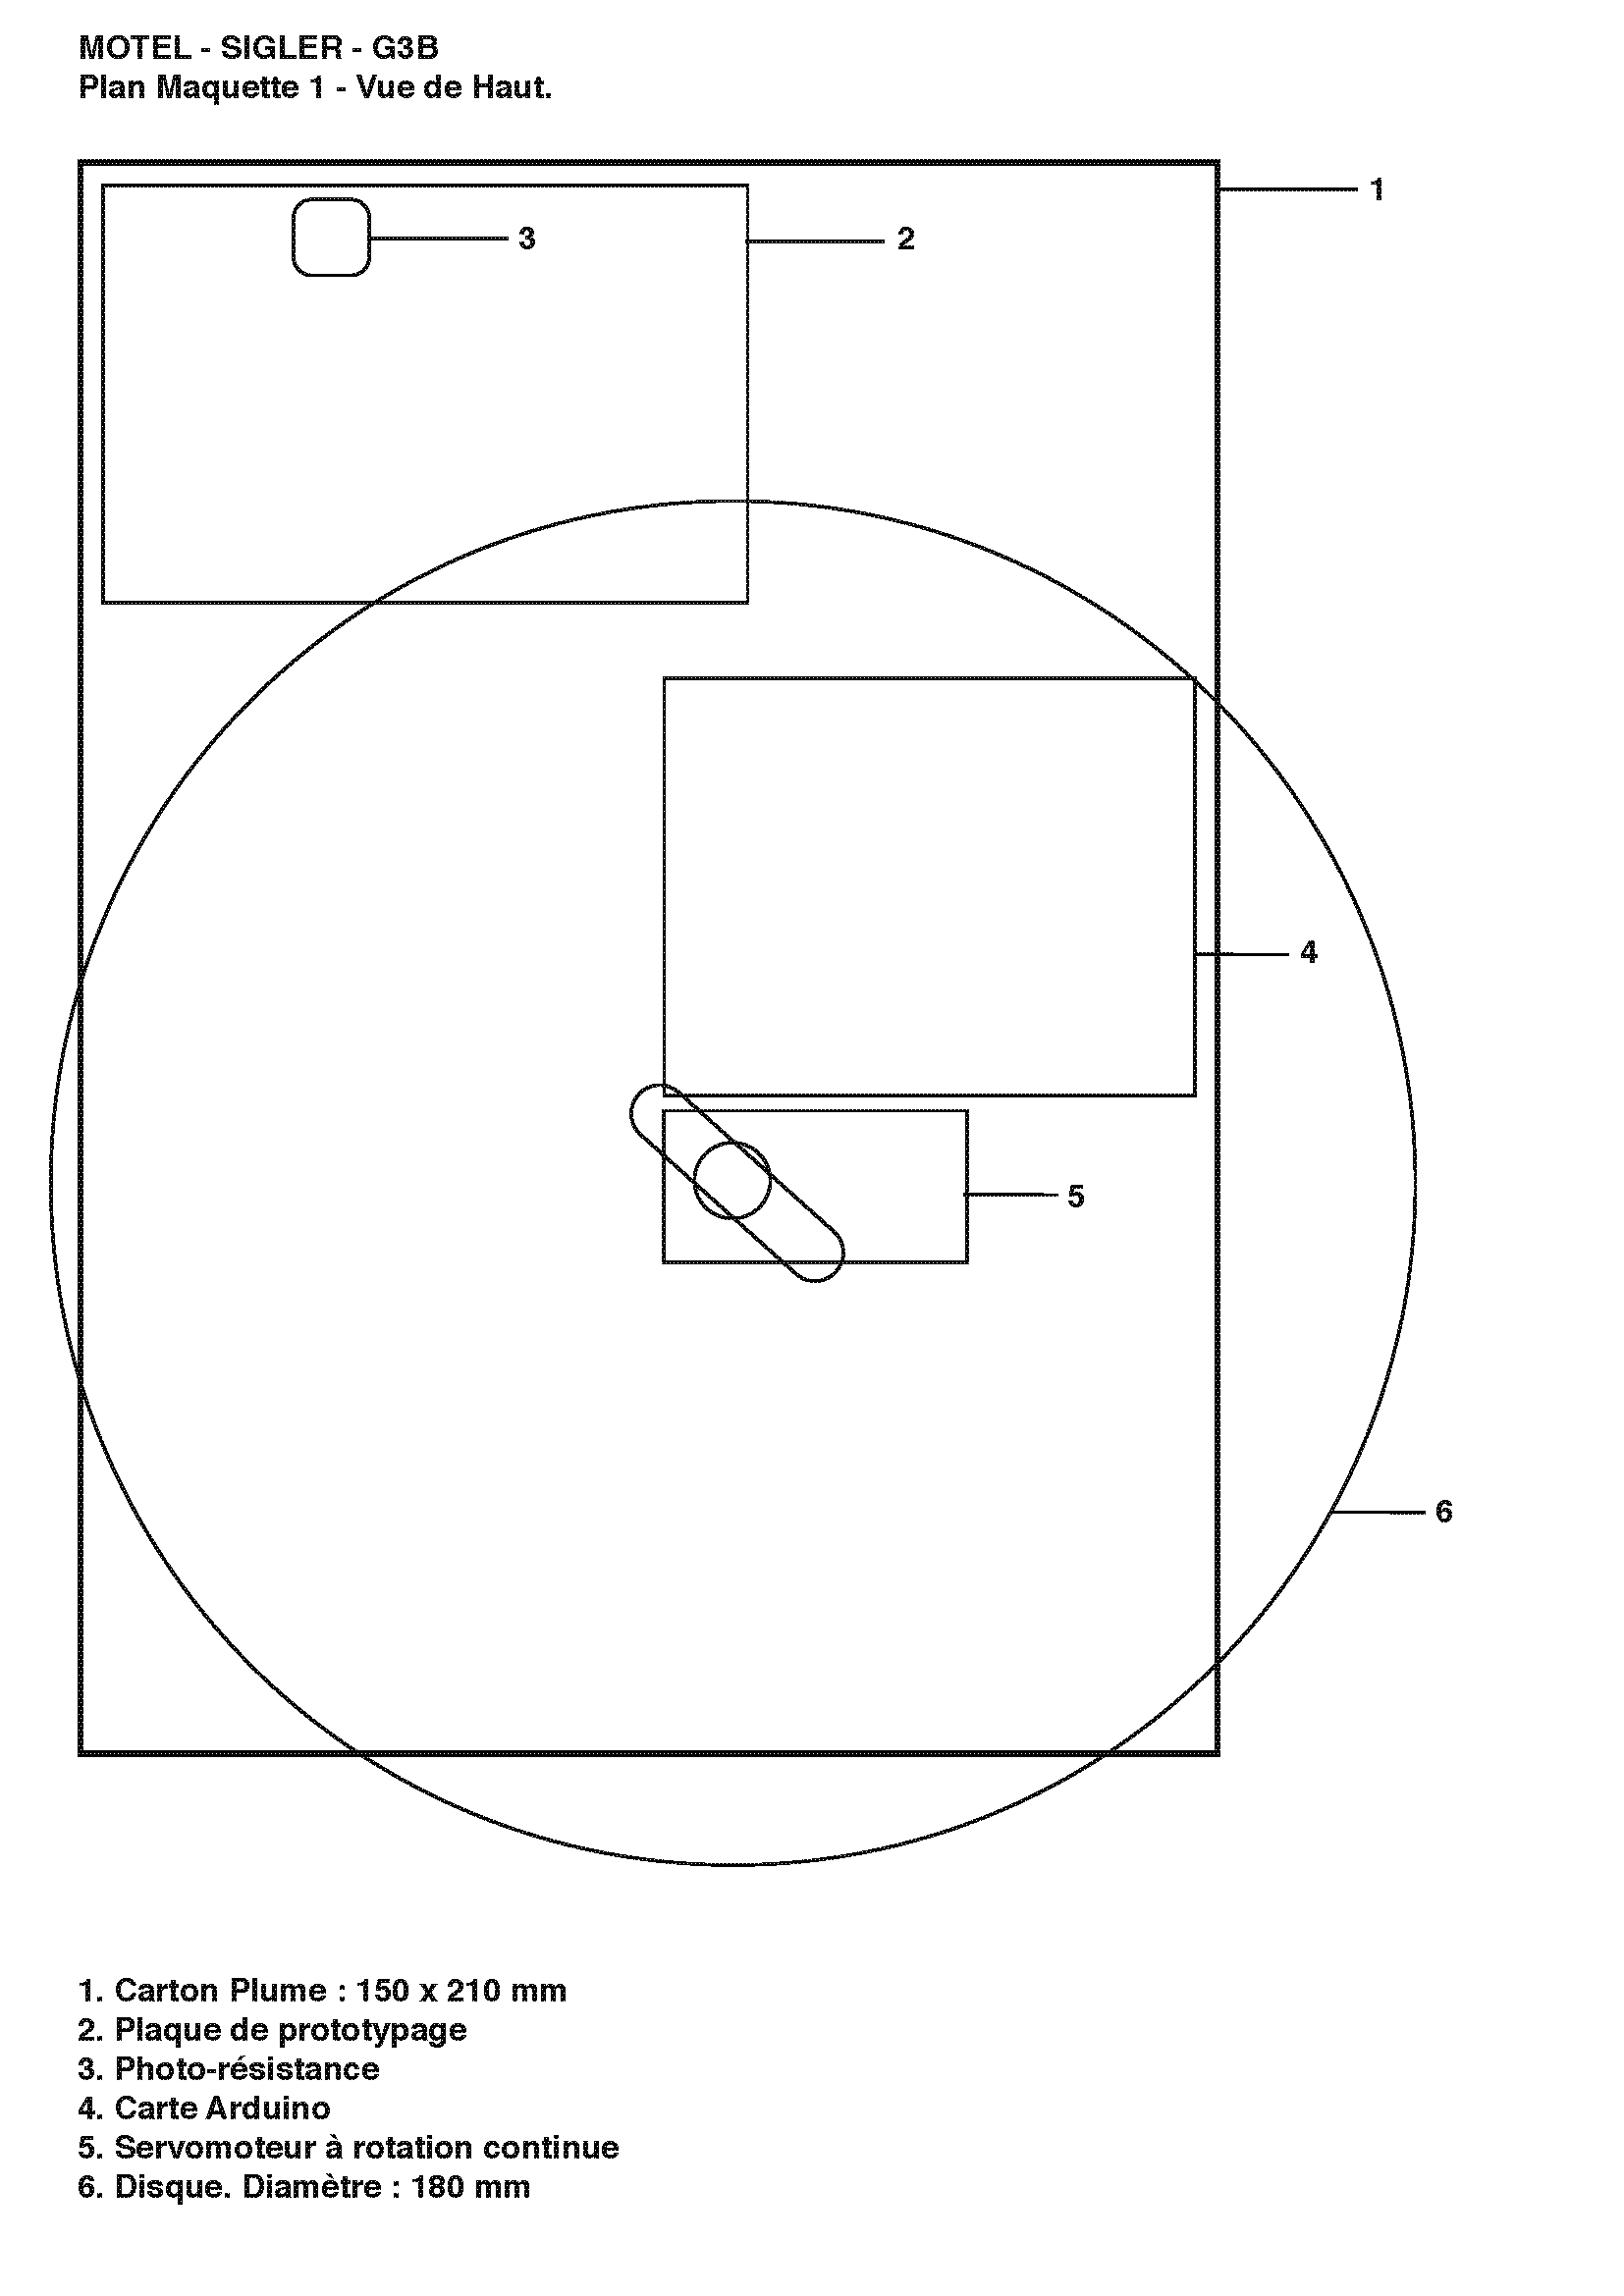 MOTEL - SIGLER - G3B
Plan Maquette 1 - Vue de Haut.
1
3
2
4
5
6
1. Carton Plume : 150 x 210 mm
2. Plaque de prototypage
3. Photo-résistance
4. Carte Arduino
5. Servomoteur à rotation continue
6. Disque. Diamètre : 180 mm